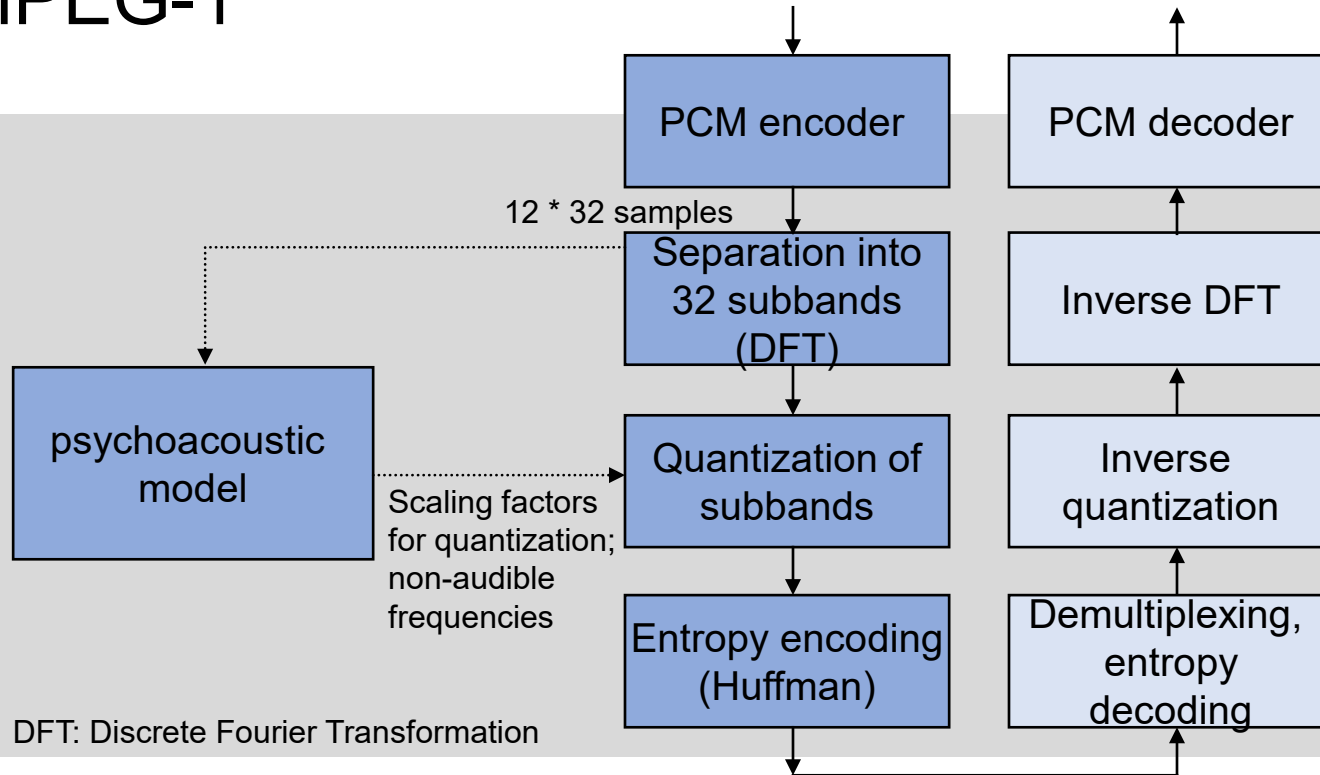 PEG-1
PCM encoder
PCM decoder
12 * 32 samples
Separation into
32 subbands
(DFT)
Inverse DFT
psychoacoustic
model
Scaling factors
for quantization;
non-audible
frequencies
Quantization of
subbands
Inverse
quantization
Entropy encoding
(Huffman)
Demultiplexing,
entropy
decoding
DFT: Discrete Fourier Transformation